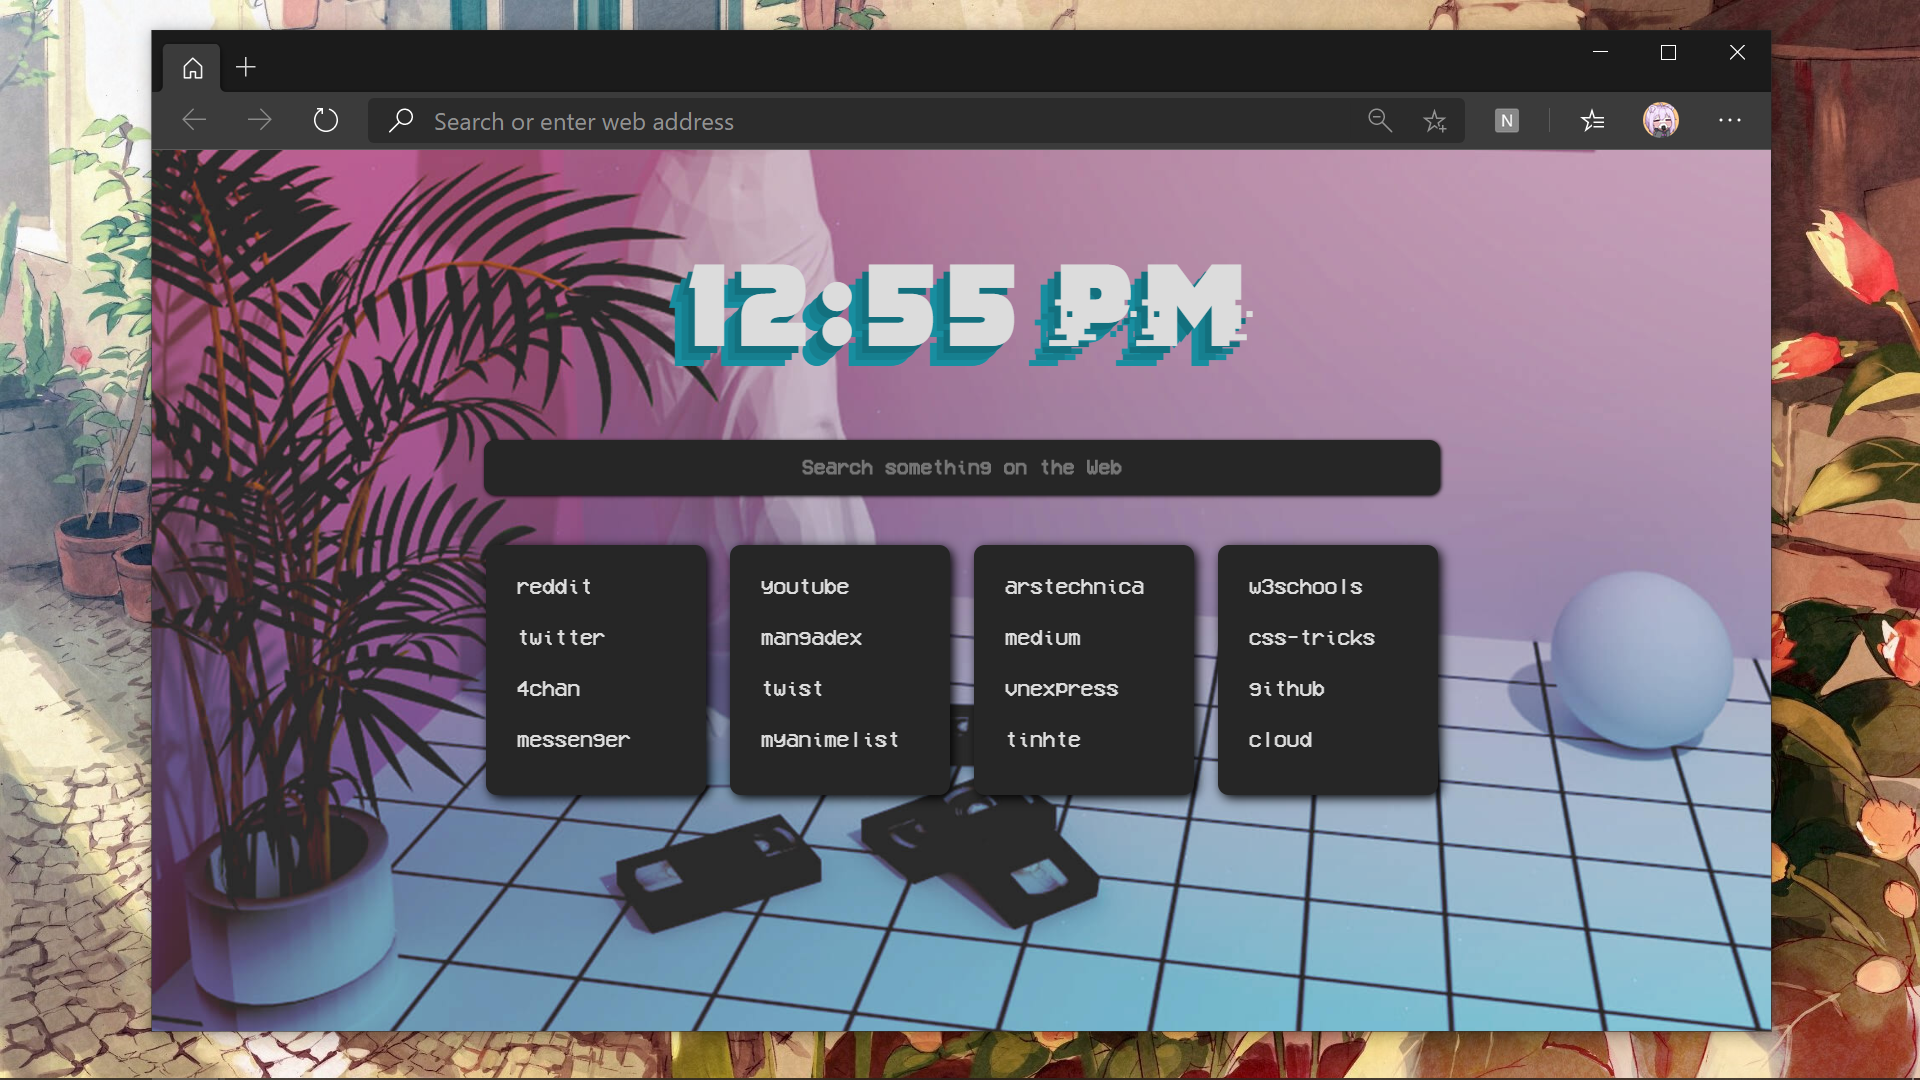 Search or enter web address
N
12:55 PM
Search something on the Web
reddit
twitter
4chan
messenger
youtube
mangadex
twist
myanimelist
arstechnica
medium
vnexpress
tinhte
w3schools
css-tricks
github
cloud